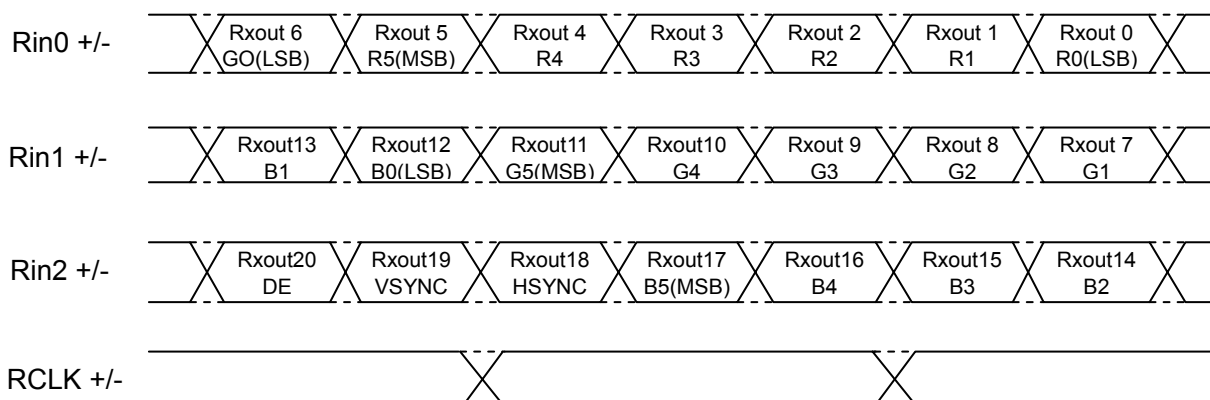 Rin0 +/- Rxout 6 Rxout 5 Rxout 4 Rxout 3 Rxout 2 Rxout 1 Rxout 0
GO(LSB) R5(MSB) R4 R3 R2 R1 R0(LSB)
Rin1 +/- Rxout13 Rxout12 Rxout11 Rxout10 Rxout 9 Rxout 8 Rxout 7
B1 B0(LSB) G5(MSB) G4 G3 G2 G1
Rin2 +/- Rxout20 Rxout19 Rxout18 Rxout17 Rxout16 Rxout15 Rxout14
DE VSYNC HSYNC B5(MSB) B4 B3 B2
RCLK +/-